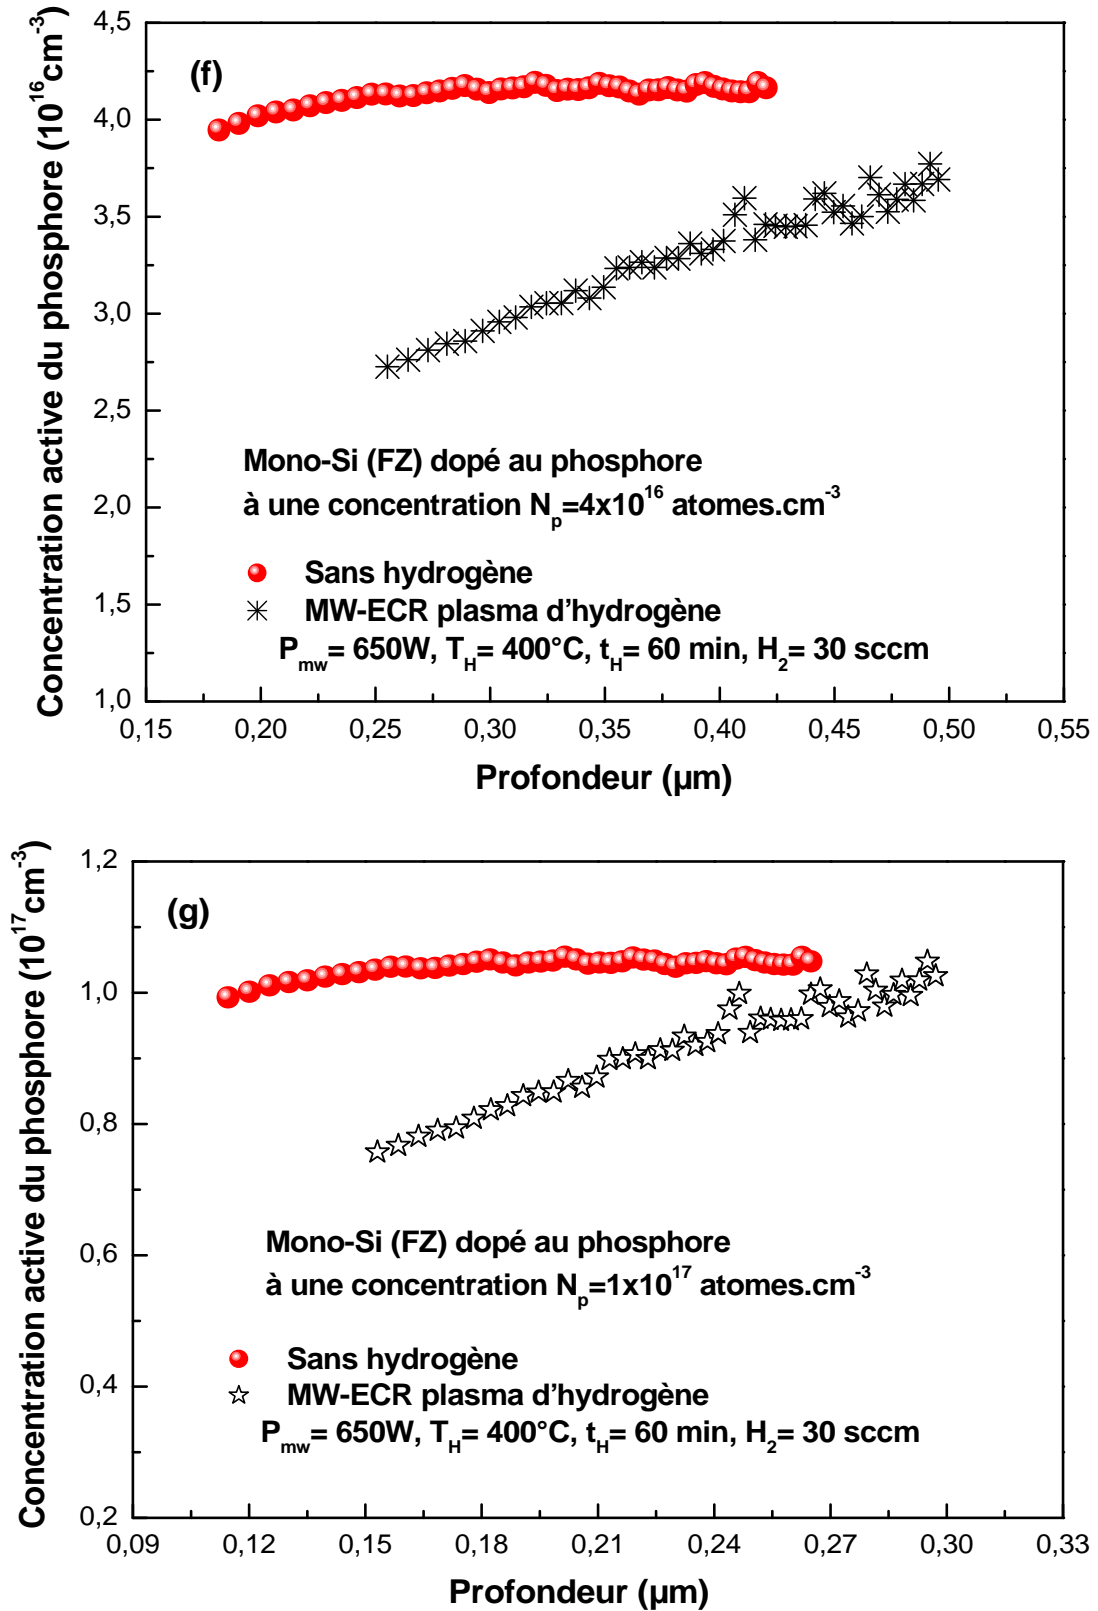 4,5
4,0
3,5
3,0
2,5
2,0
1,5
1,0
Concentration active du phosphore (10^16 cm^-3)
(f)
Mono-Si (FZ) dopé au phosphore
à une concentration N_p=4x10^16 atomes.cm^-3
Sans hydrogène
MW-ECR plasma d'hydrogène
P_mw= 650W, T_H= 400°C, t_H= 60 min, H_2= 30 sccm
0,15 0,20 0,25 0,30 0,35 0,40 0,45 0,50 0,55
Profondeur (µm)
1,2
1,0
0,8
0,6
0,4
0,2
Concentration active du phosphore (10^17 cm^-3)
(g)
Mono-Si (FZ) dopé au phosphore
à une concentration N_p=1x10^17 atomes.cm^-3
Sans hydrogène
MW-ECR plasma d'hydrogène
P_mw= 650W, T_H= 400°C, t_H= 60 min, H_2= 30 sccm
0,09 0,12 0,15 0,18 0,21 0,24 0,27 0,30 0,33
Profondeur (µm)